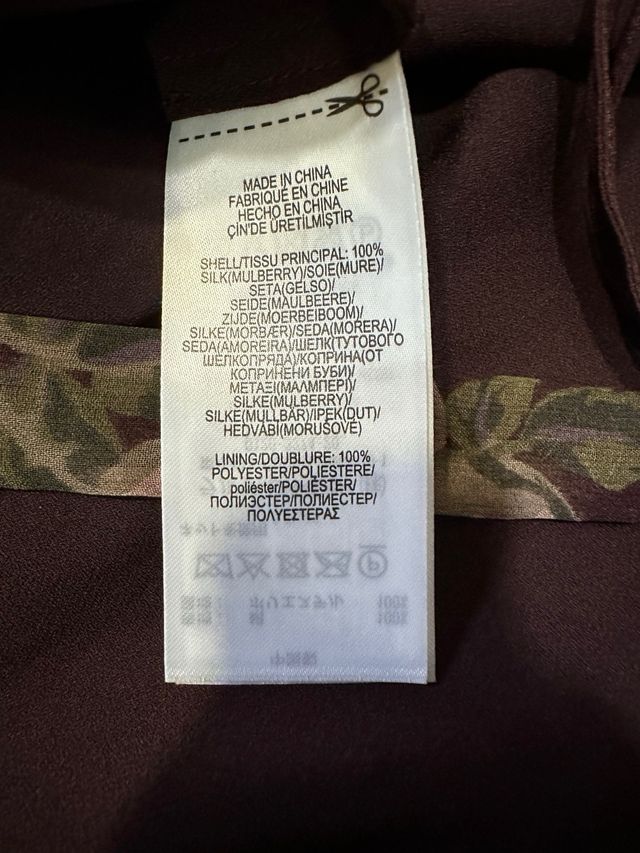 MADE IN CHINA
FABRIQUÉ EN CHINE
HECHO EN CHINA
ÇİN'DE ÜRETİLMİŞTİR
SHELL/TISSU PRINCIPAL: 100%
SILK(MULBERRY)/SOIE(MURE)/
SETA(GELSO)/
SEIDE(MAULBEERE)/
ZIJDE(MOERBEIBOOM)/
SILKE(MORBÆR)/SEDA(MORERA)/
SEDA(AMOREIRA)/ШЕЛК(ТУТОВОГО
ШЕЛКОПРЯДА)/КОПРИНА(ОТ
КОПРИНЕНИ БУБИ)/
ΜΕΤΑΞΙ(ΜΑΛΜΠΕΡΙ)/
SILKE(MULBERRY)/
SILKE(MULLBÄR)/IPEK(DUT)/
HEDVÁBÍ(MORUŠOVÉ)
LINING/DOUBLURE: 100%
POLYESTER/POLIESTERE/
poliéster/POLIÉSTER/
ПОЛИЭСТЕР/ПОЛИЕСТЕР/
ΠΟΛΥΕΣΤΕΡΑΣ